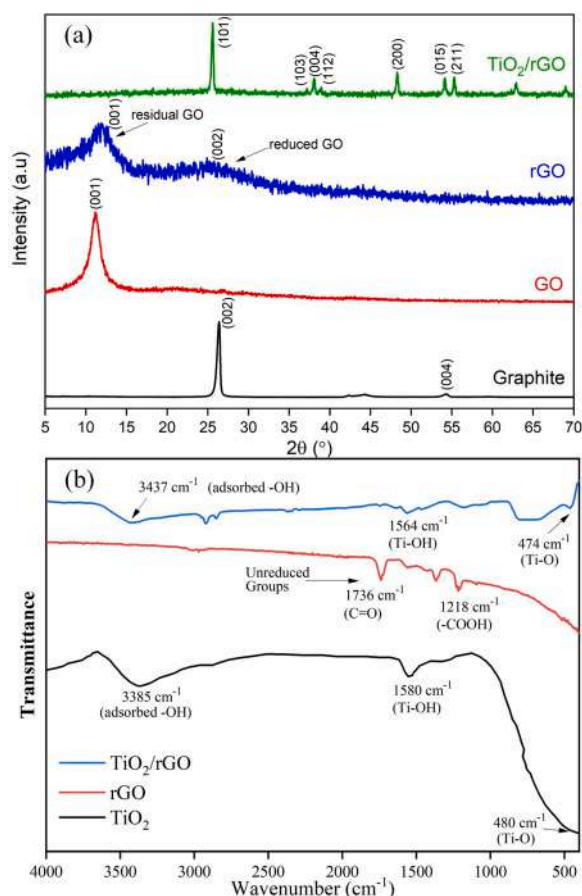 (a)
(101)
(103)
(004)
(112)
(200)
(015)
(211)
TiO2/rGO
(001)
residual GO
(002)
reduced GO
rGO
(001)
GO
(002)
(004)
Graphite
Intensity (a.u)
5 10 15 20 25 30 35 40 45 50 55 60 65 70
2θ (°)
(b)
3437 cm-1 (adsorbed -OH)
1564 cm-1
(Ti-OH)
474 cm-1
(Ti-O)
Unreduced
Groups
1736 cm-1
(C=O)
1218 cm-1
(-COOH)
3385 cm-1
(adsorbed -OH)
1580 cm-1
(Ti-OH)
TiO2/rGO
rGO
TiO2
480 cm-1
(Ti-O)
Transmittance
4000 3500 3000 2500 2000 1500 1000 500
Wavenumber (cm-1)